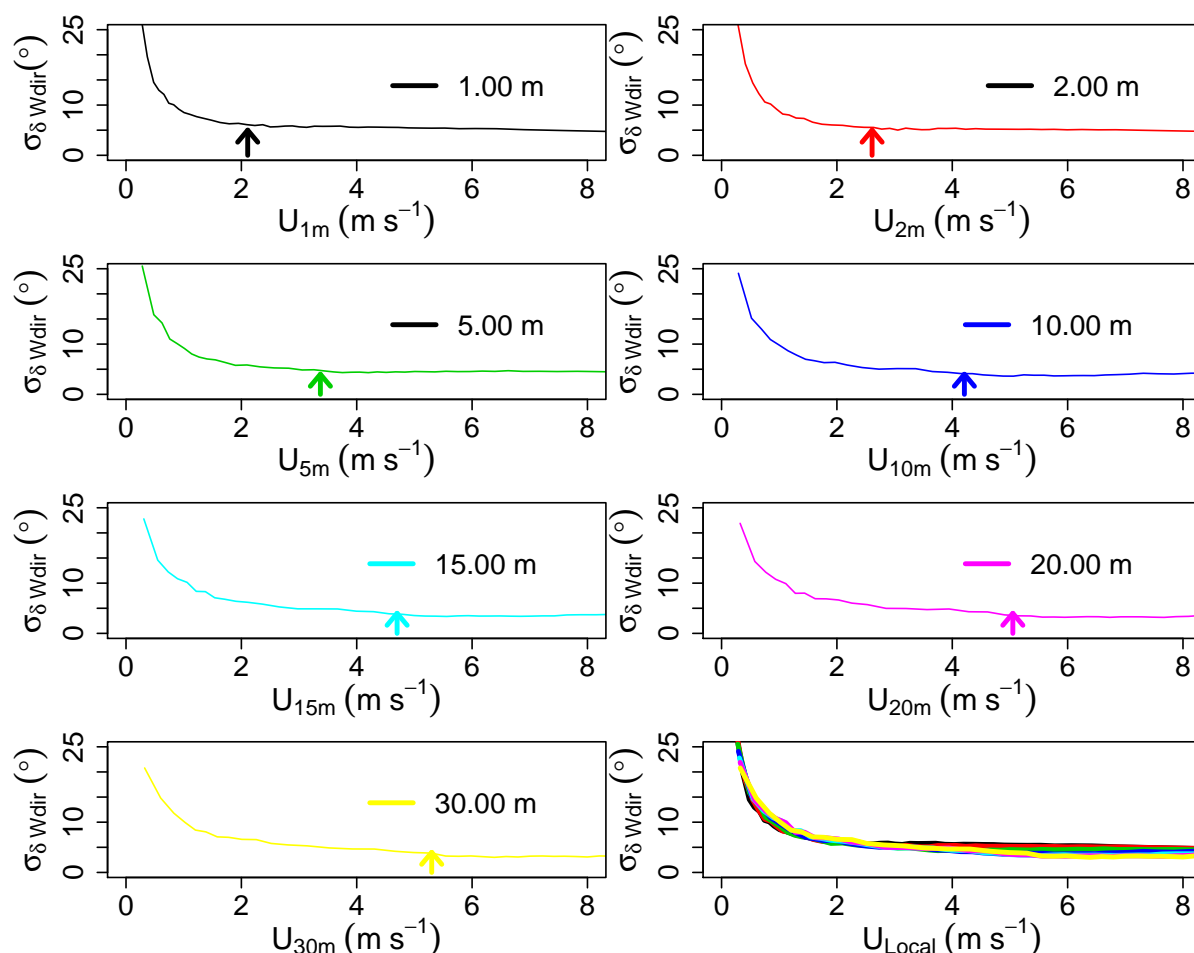 σδ Wdir (°)
0 10 25
1.00 m
0 2 4 6 8
U1m (m s−1)
σδ Wdir (°)
0 10 25
2.00 m
0 2 4 6 8
U2m (m s−1)
σδ Wdir (°)
0 10 25
5.00 m
0 2 4 6 8
U5m (m s−1)
σδ Wdir (°)
0 10 25
10.00 m
0 2 4 6 8
U10m (m s−1)
σδ Wdir (°)
0 10 25
15.00 m
0 2 4 6 8
U15m (m s−1)
σδ Wdir (°)
0 10 25
20.00 m
0 2 4 6 8
U20m (m s−1)
σδ Wdir (°)
0 10 25
30.00 m
0 2 4 6 8
U30m (m s−1)
σδ Wdir (°)
0 10 25
0 2 4 6 8
ULocal (m s−1)